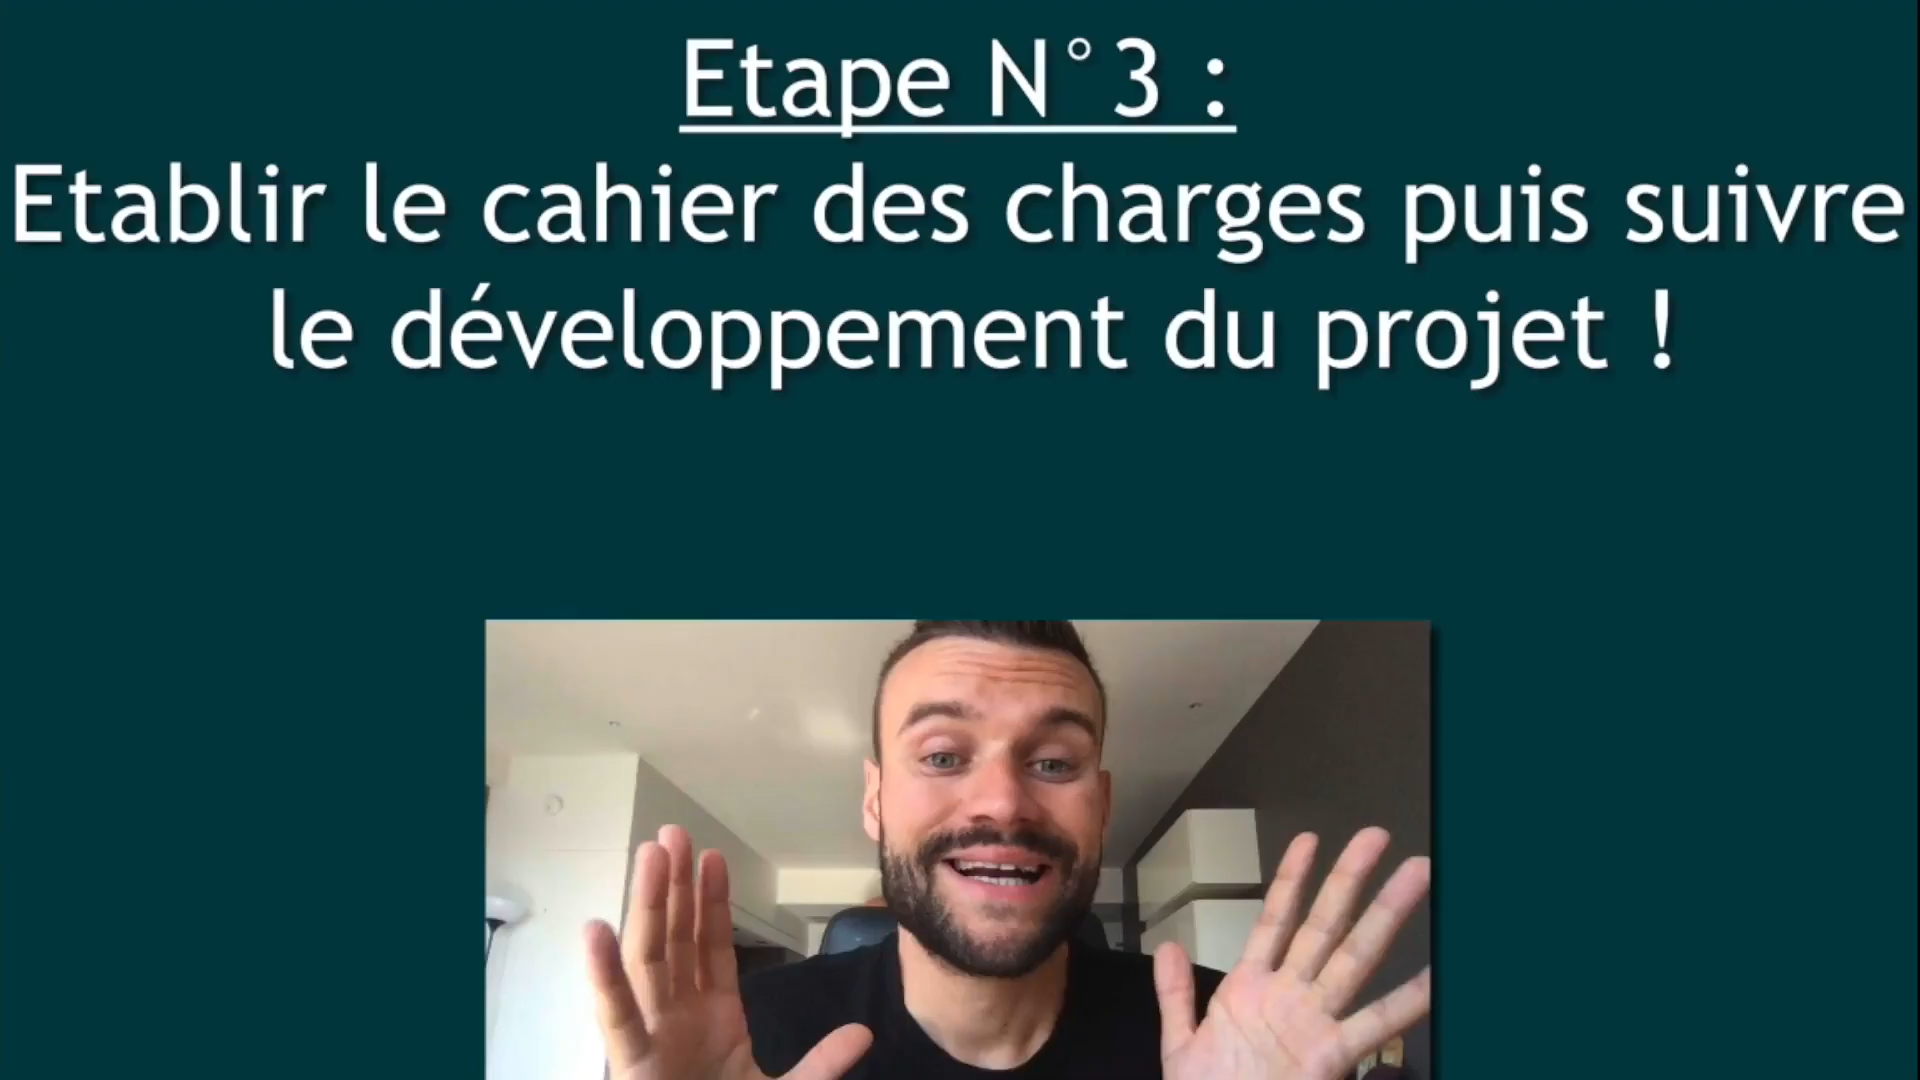 Etape N°3 :
Etablir le cahier des charges puis suivre
le développement du projet !